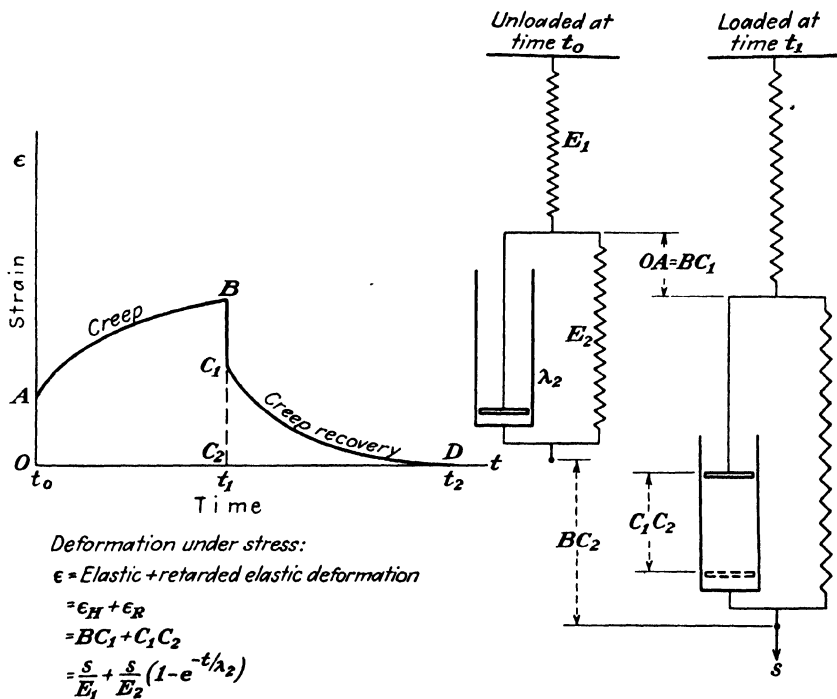 Unloaded at
time t₀
Loaded at
time t₁
ϵ
Strain
E₁
OA=BC₁
B
Creep
C₁
A
Creep recovery
E₂
λ₂
O
C₂
D
t
t₀
t₁
t₂
Time
BC₂
C₁C₂
s
Deformation under stress:
ϵ=Elastic+retarded elastic deformation
=ϵ_H+ϵ_R
=BC₁+C₁C₂
=s/E₁+s/E₂(1-e^{-t/λ₂})